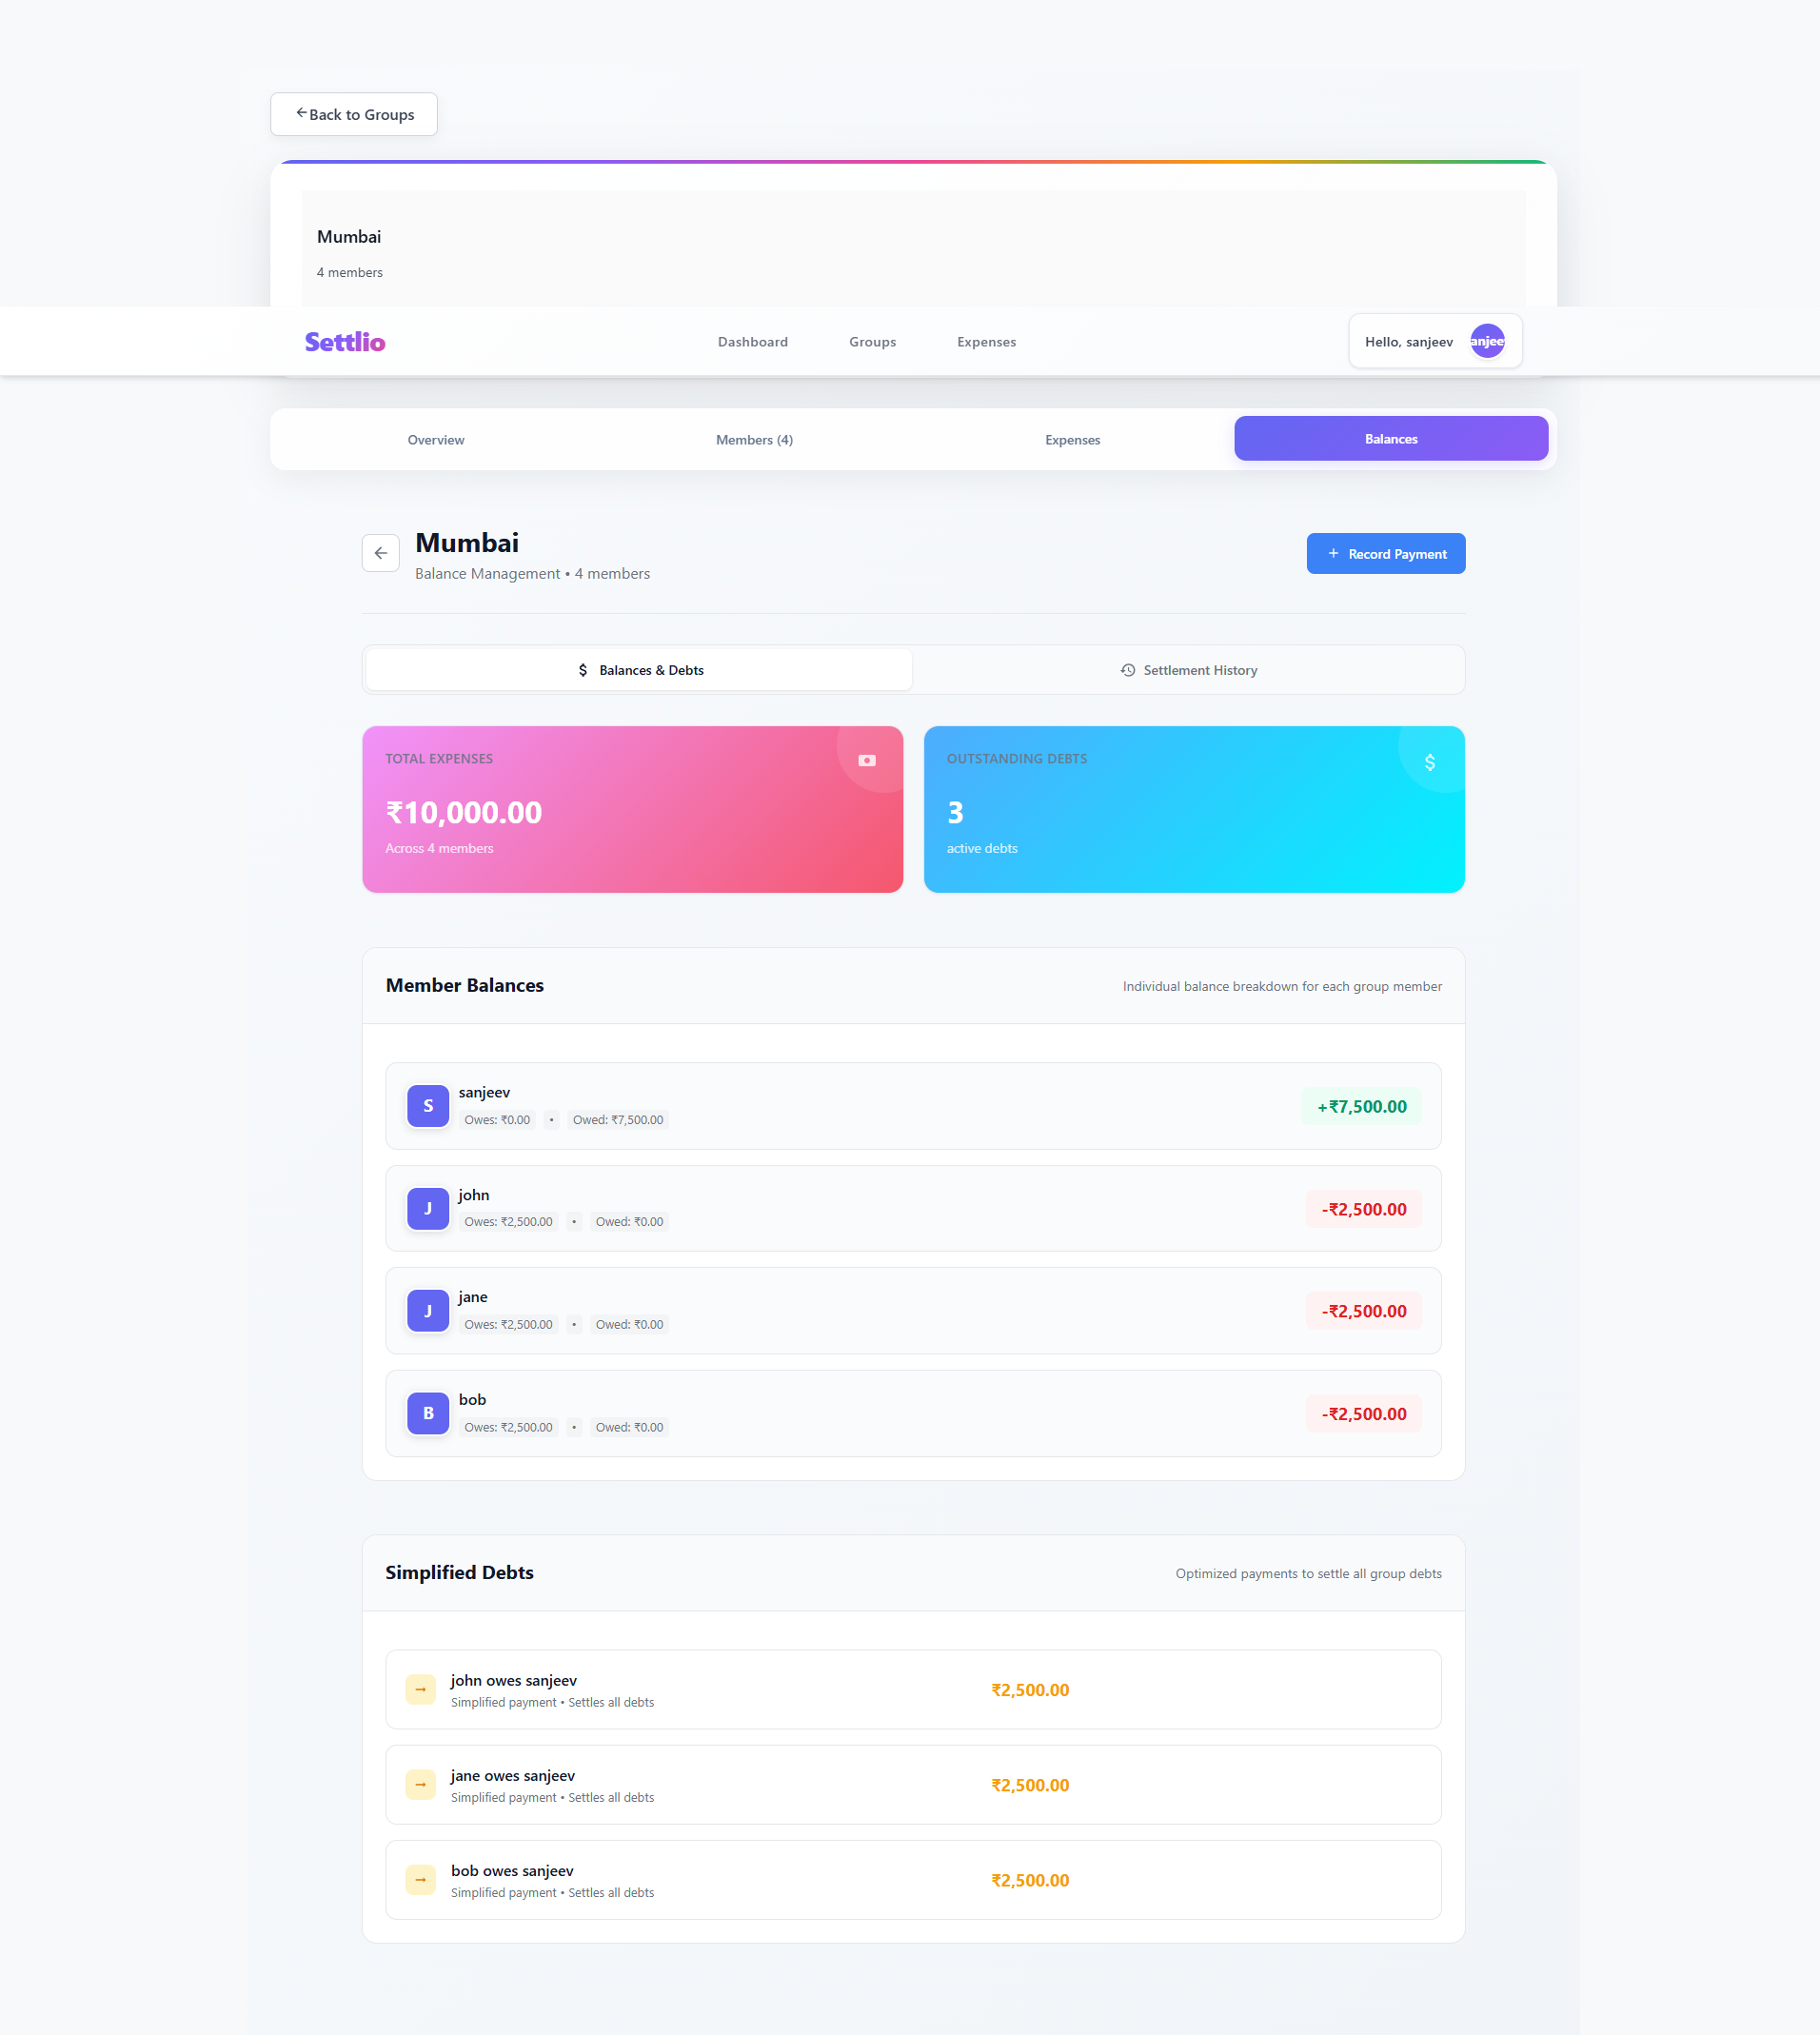 Back to Groups
Mumbai
4 members
Settlio
Dashboard
Groups
Expenses
Hello, sanjeev
anjee
Overview
Members (4)
Expenses
Balances
Mumbai
Balance Management • 4 members
+ Record Payment
$ Balances & Debts
Settlement History
TOTAL EXPENSES
₹10,000.00
Across 4 members
OUTSTANDING DEBTS
$
3
active debts
Member Balances
Individual balance breakdown for each group member
S
sanjeev
Owes: ₹0.00 • Owed: ₹7,500.00
+₹7,500.00
J
john
Owes: ₹2,500.00 • Owed: ₹0.00
-₹2,500.00
J
jane
Owes: ₹2,500.00 • Owed: ₹0.00
-₹2,500.00
B
bob
Owes: ₹2,500.00 • Owed: ₹0.00
-₹2,500.00
Simplified Debts
Optimized payments to settle all group debts
→
john owes sanjeev
Simplified payment • Settles all debts
₹2,500.00
→
jane owes sanjeev
Simplified payment • Settles all debts
₹2,500.00
→
bob owes sanjeev
Simplified payment • Settles all debts
₹2,500.00